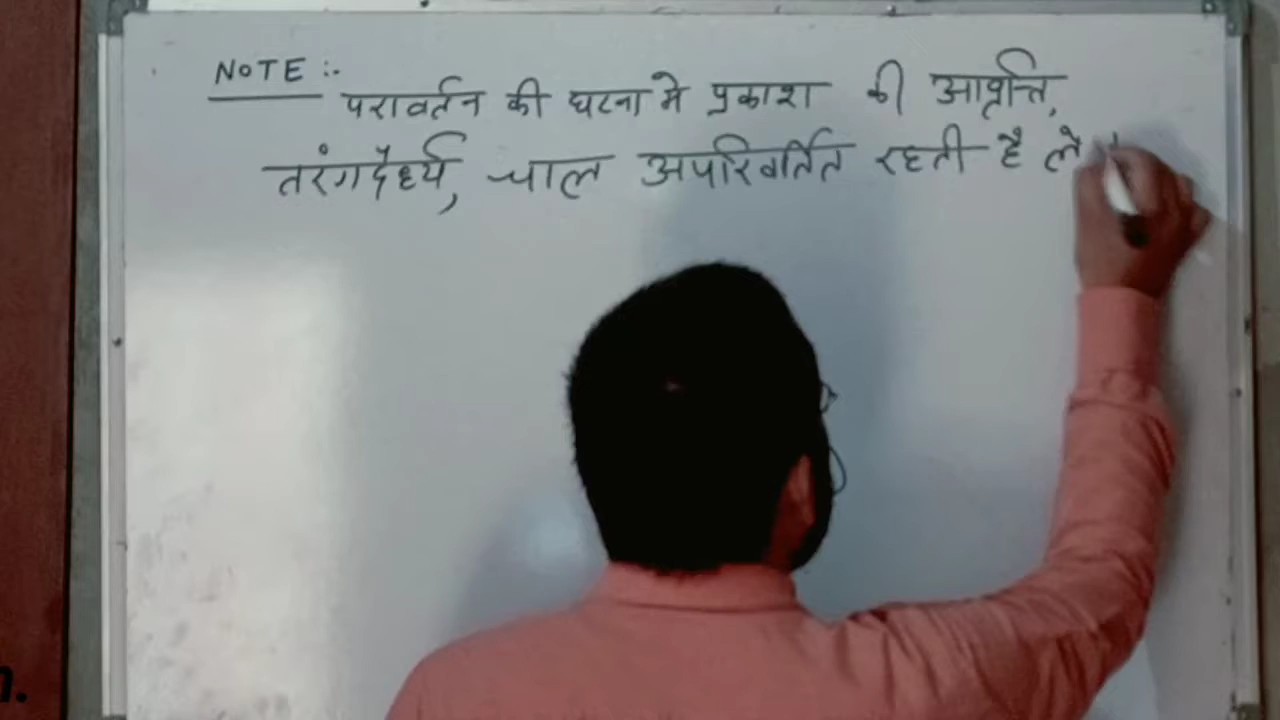 NOTE :-
परावर्तन की घटना मे प्रकाश की आवृत्ति,
तरंगदैर्ध्य, चाल अपरिवर्तित रहती है ले
n.